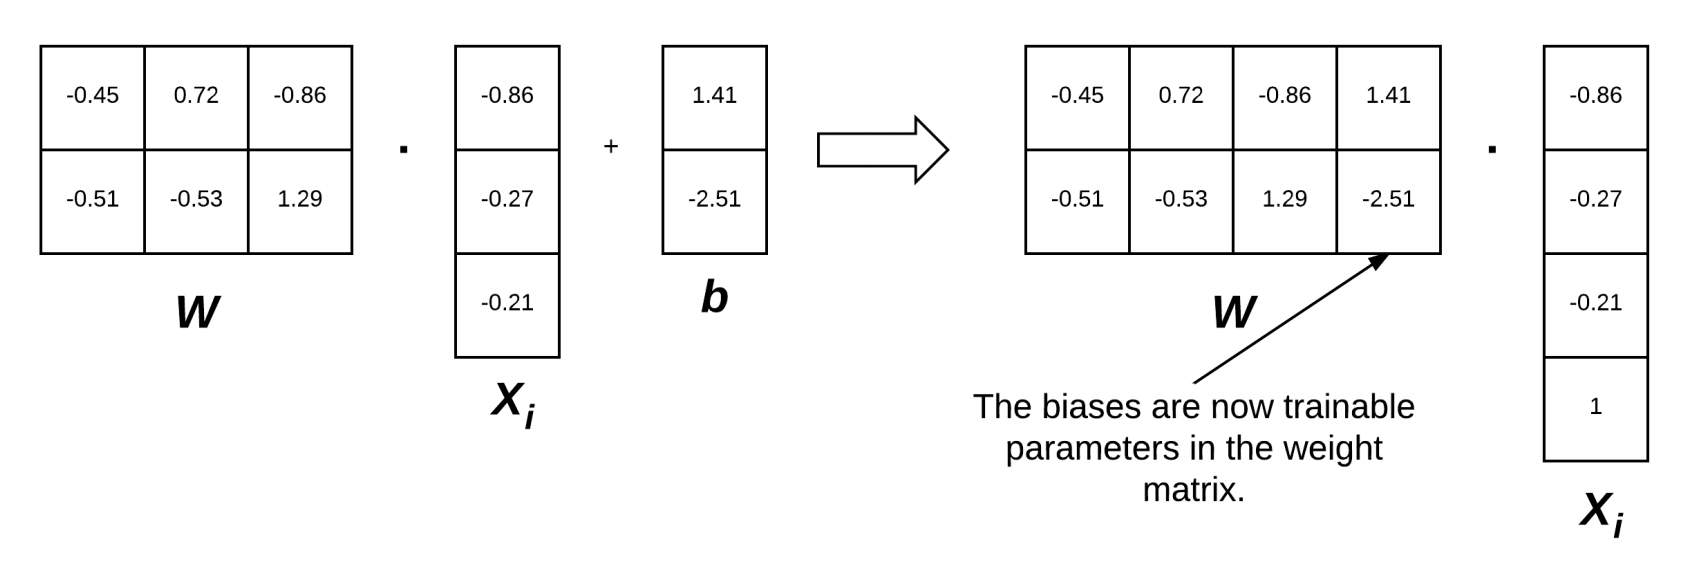 -0.45 0.72 -0.86
-0.51 -0.53 1.29
W
.
-0.86
-0.27
-0.21
Xi
+
1.41
-2.51
b
-0.45 0.72 -0.86 1.41
-0.51 -0.53 1.29 -2.51
W
The biases are now trainable
parameters in the weight
matrix.
.
-0.86
-0.27
-0.21
1
Xi